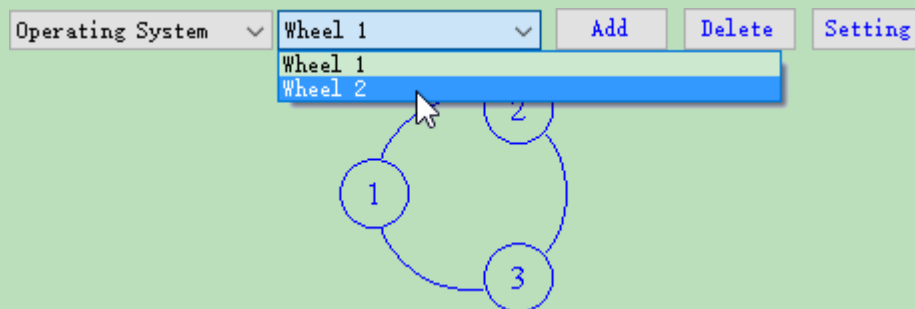 Operating System Wheel 1 Add Delete Setting
Wheel 1
Wheel 2
2
1
3